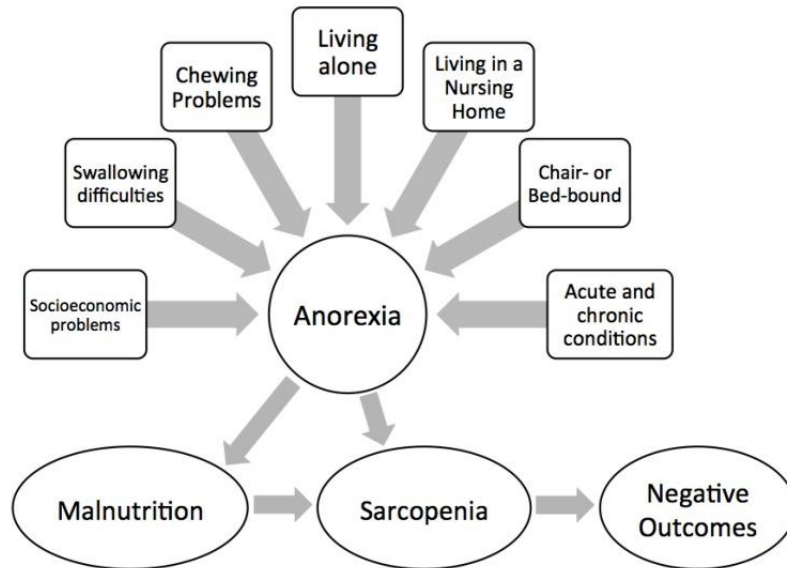 Living
alone
Chewing
Problems
Living in a
Nursing
Home
Swallowing
difficulties
Chair- or
Bed-bound
Socioeconomic
problems
Anorexia
Acute and
chronic
conditions
Malnutrition
Sarcopenia
Negative
Outcomes